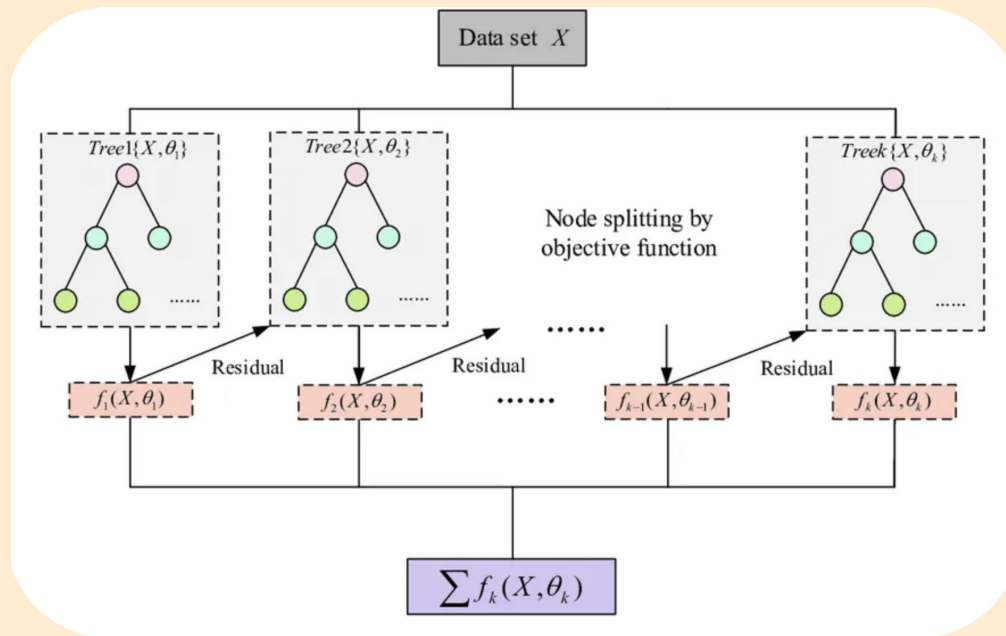 Data set X
Tree1{X,θ₁}
Tree2{X,θ₂}
Treek{X,θₖ}
Node splitting by
objective function
......
......
......
......
Residual
Residual
Residual
f₁(X,θ₁)
f₂(X,θ₂)
......
fₖ₋₁(X,θₖ₋₁)
fₖ(X,θₖ)
∑fₖ(X,θₖ)